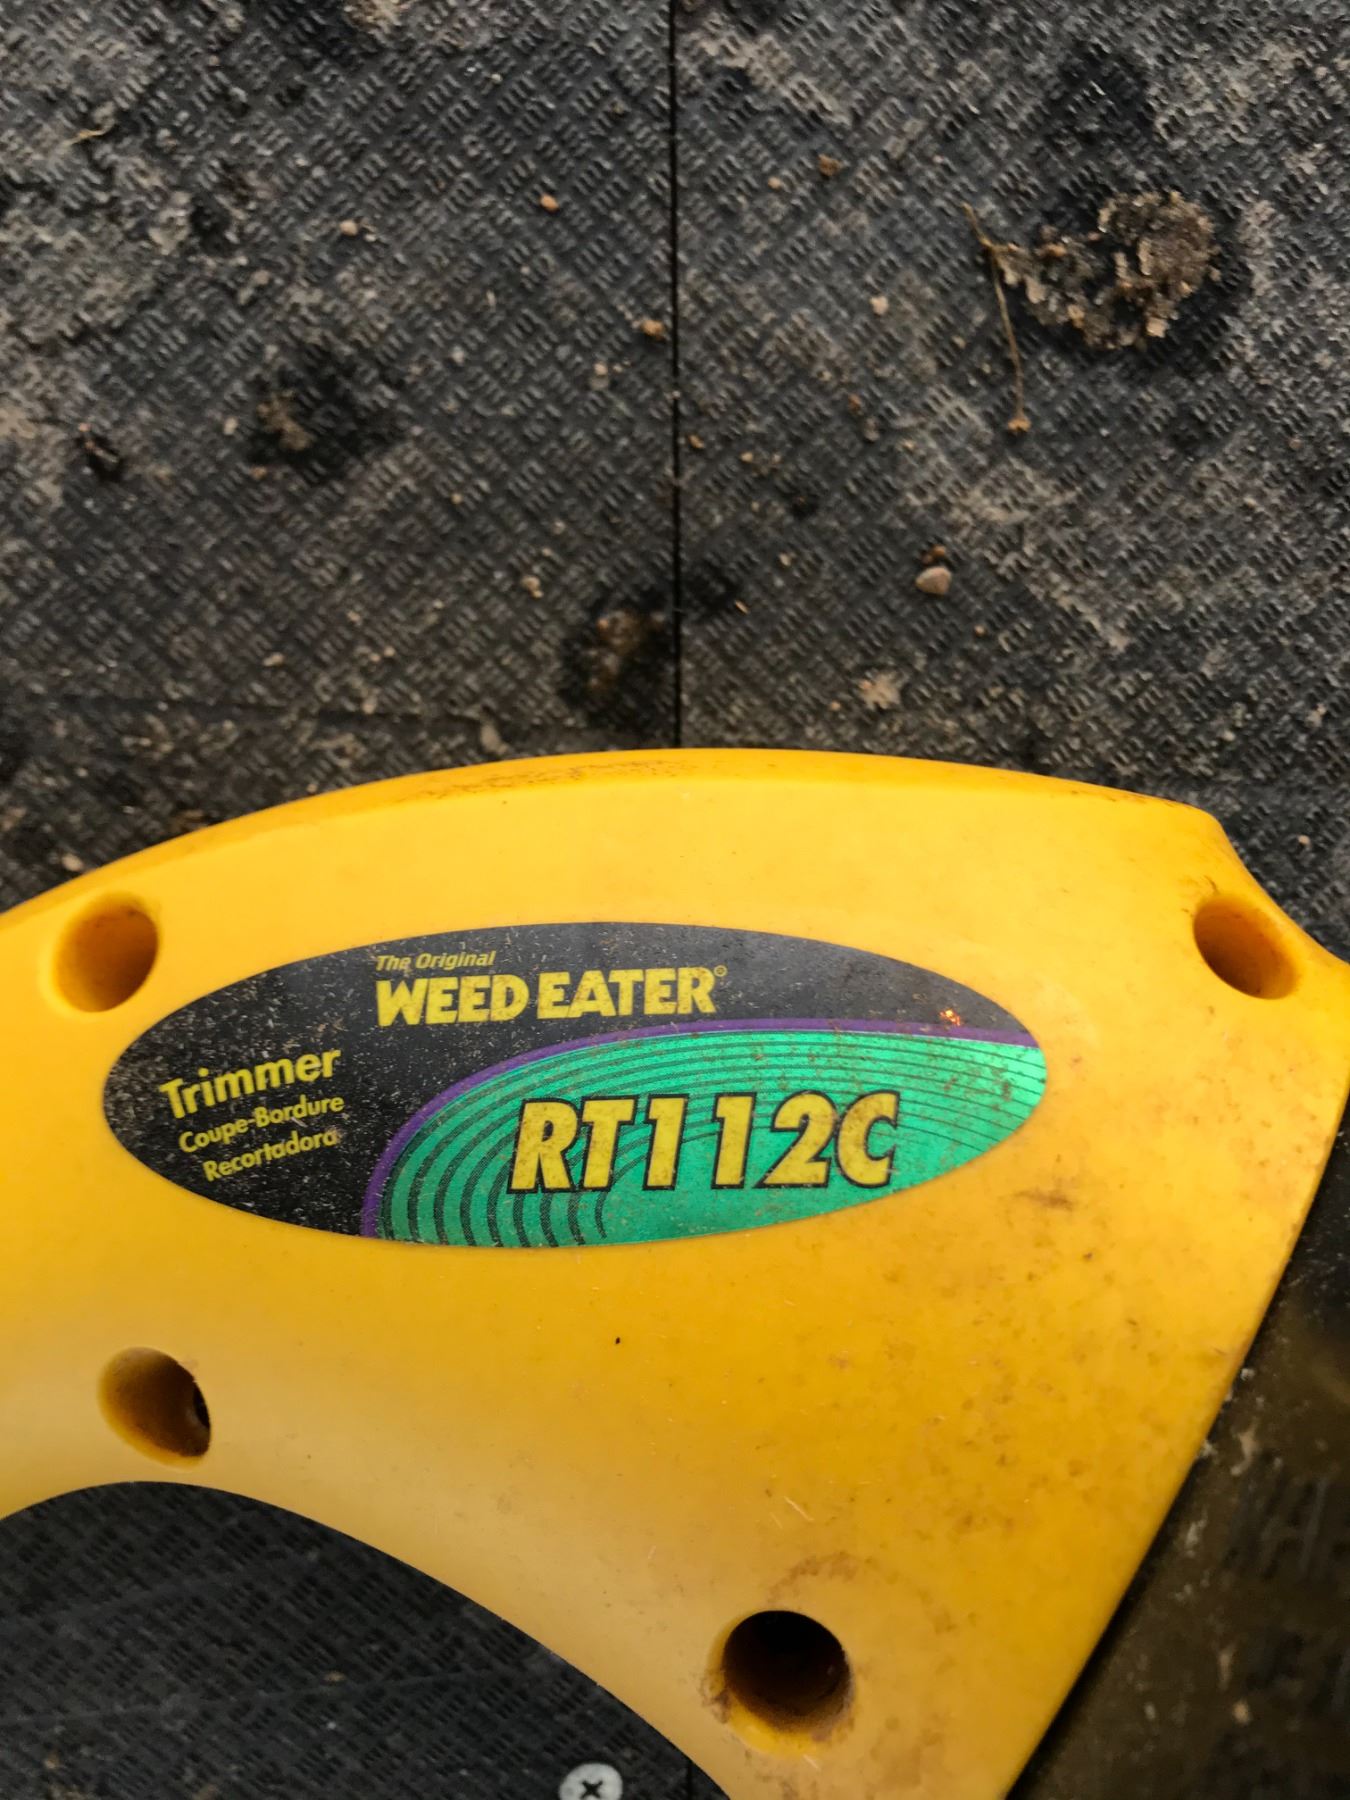 The Original
WEED EATER®
Trimmer
Coupe-Bordure
Recortadora
RT112C